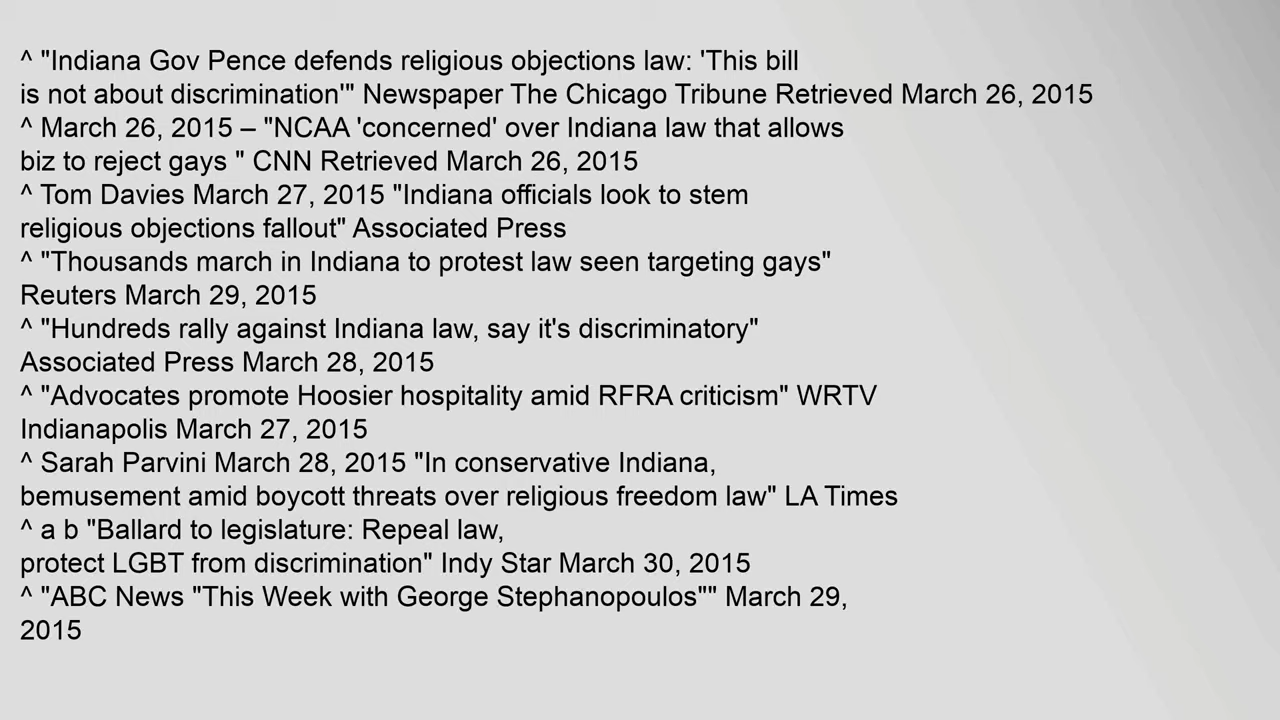 ^ "Indiana Gov Pence defends religious objections law: 'This bill
is not about discrimination'" Newspaper The Chicago Tribune Retrieved March 26, 2015
^ March 26, 2015 – "NCAA 'concerned' over Indiana law that allows
biz to reject gays " CNN Retrieved March 26, 2015
^ Tom Davies March 27, 2015 "Indiana officials look to stem
religious objections fallout" Associated Press
^ "Thousands march in Indiana to protest law seen targeting gays"
Reuters March 29, 2015
^ "Hundreds rally against Indiana law, say it's discriminatory"
Associated Press March 28, 2015
^ "Advocates promote Hoosier hospitality amid RFRA criticism" WRTV
Indianapolis March 27, 2015
^ Sarah Parvini March 28, 2015 "In conservative Indiana,
bemusement amid boycott threats over religious freedom law" LA Times
^ a b "Ballard to legislature: Repeal law,
protect LGBT from discrimination" Indy Star March 30, 2015
^ "ABC News "This Week with George Stephanopoulos"" March 29,
2015